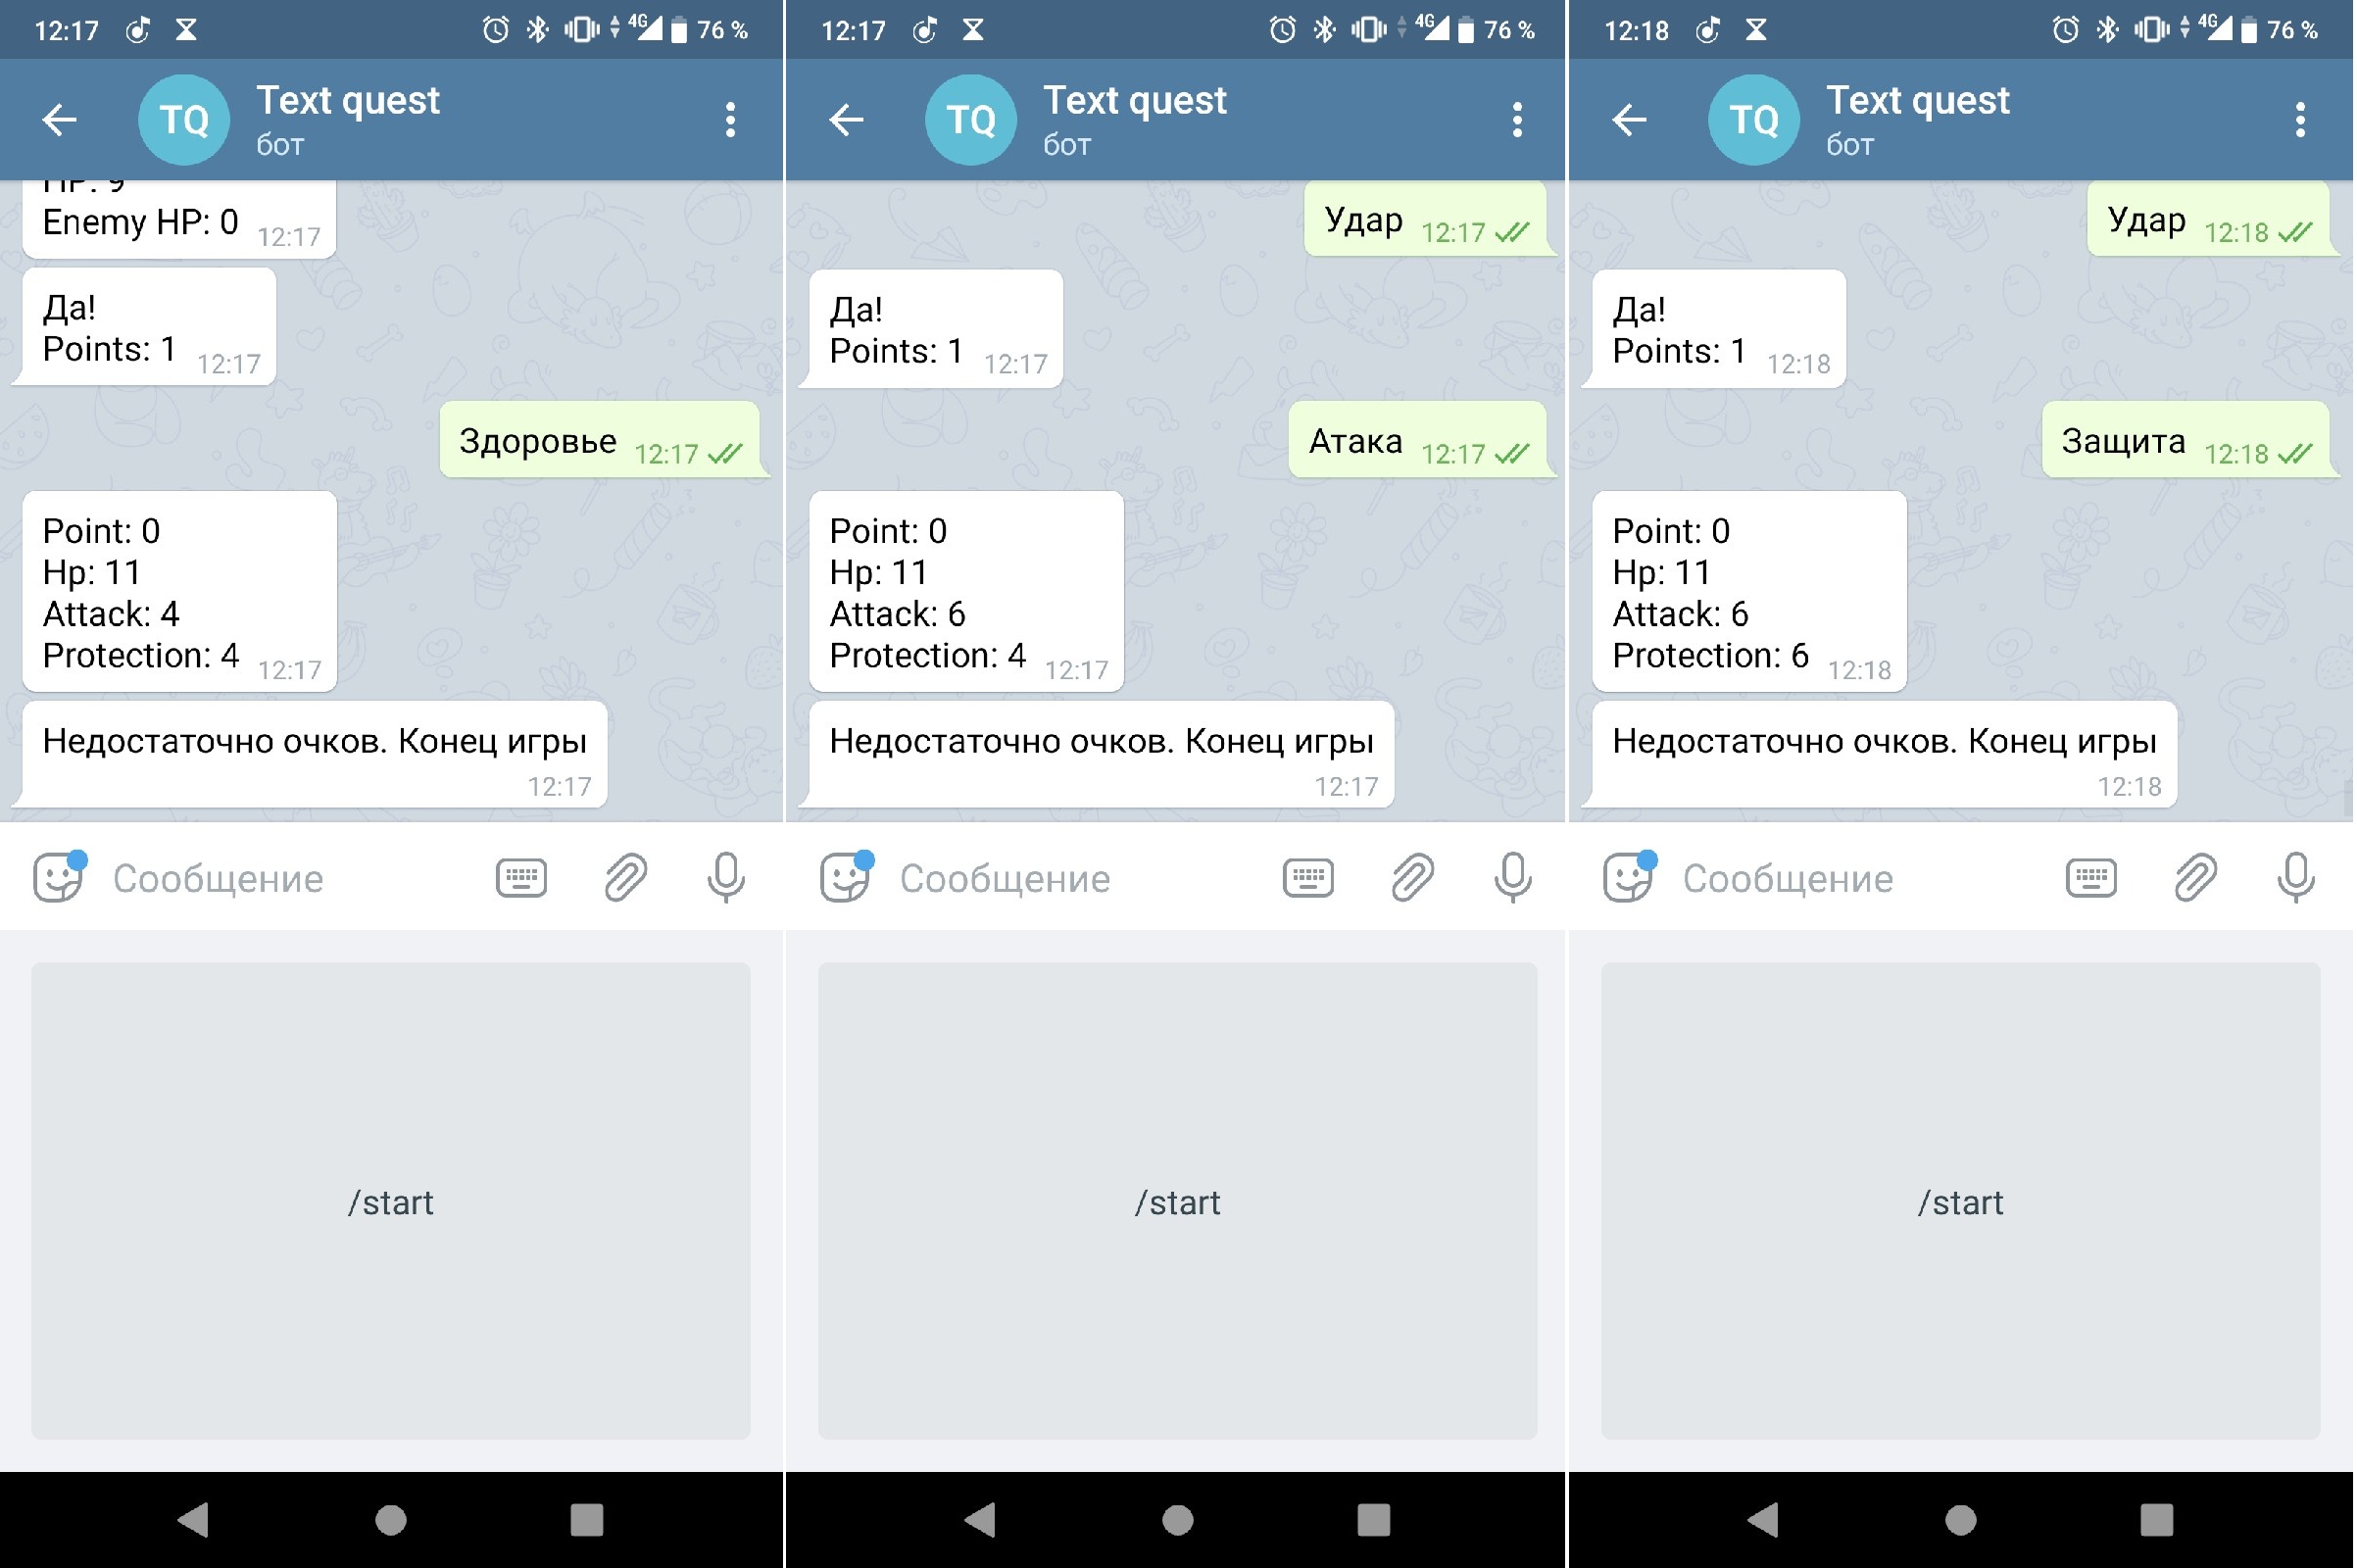 12:17
4G
76 %
TQ
Text quest
бот
HP: 9
Enemy HP: 0 12:17
Да!
Points: 1 12:17
Здоровье 12:17
Point: 0
Hp: 11
Attack: 4
Protection: 4 12:17
Недостаточно очков. Конец игры
12:17
Сообщение
/start
12:17
4G
76 %
TQ
Text quest
бот
Удар 12:17
Да!
Points: 1 12:17
Атака 12:17
Point: 0
Hp: 11
Attack: 6
Protection: 4 12:17
Недостаточно очков. Конец игры
12:17
Сообщение
/start
12:18
4G
76 %
TQ
Text quest
бот
Удар 12:18
Да!
Points: 1 12:18
Защита 12:18
Point: 0
Hp: 11
Attack: 6
Protection: 6 12:18
Недостаточно очков. Конец игры
12:18
Сообщение
/start